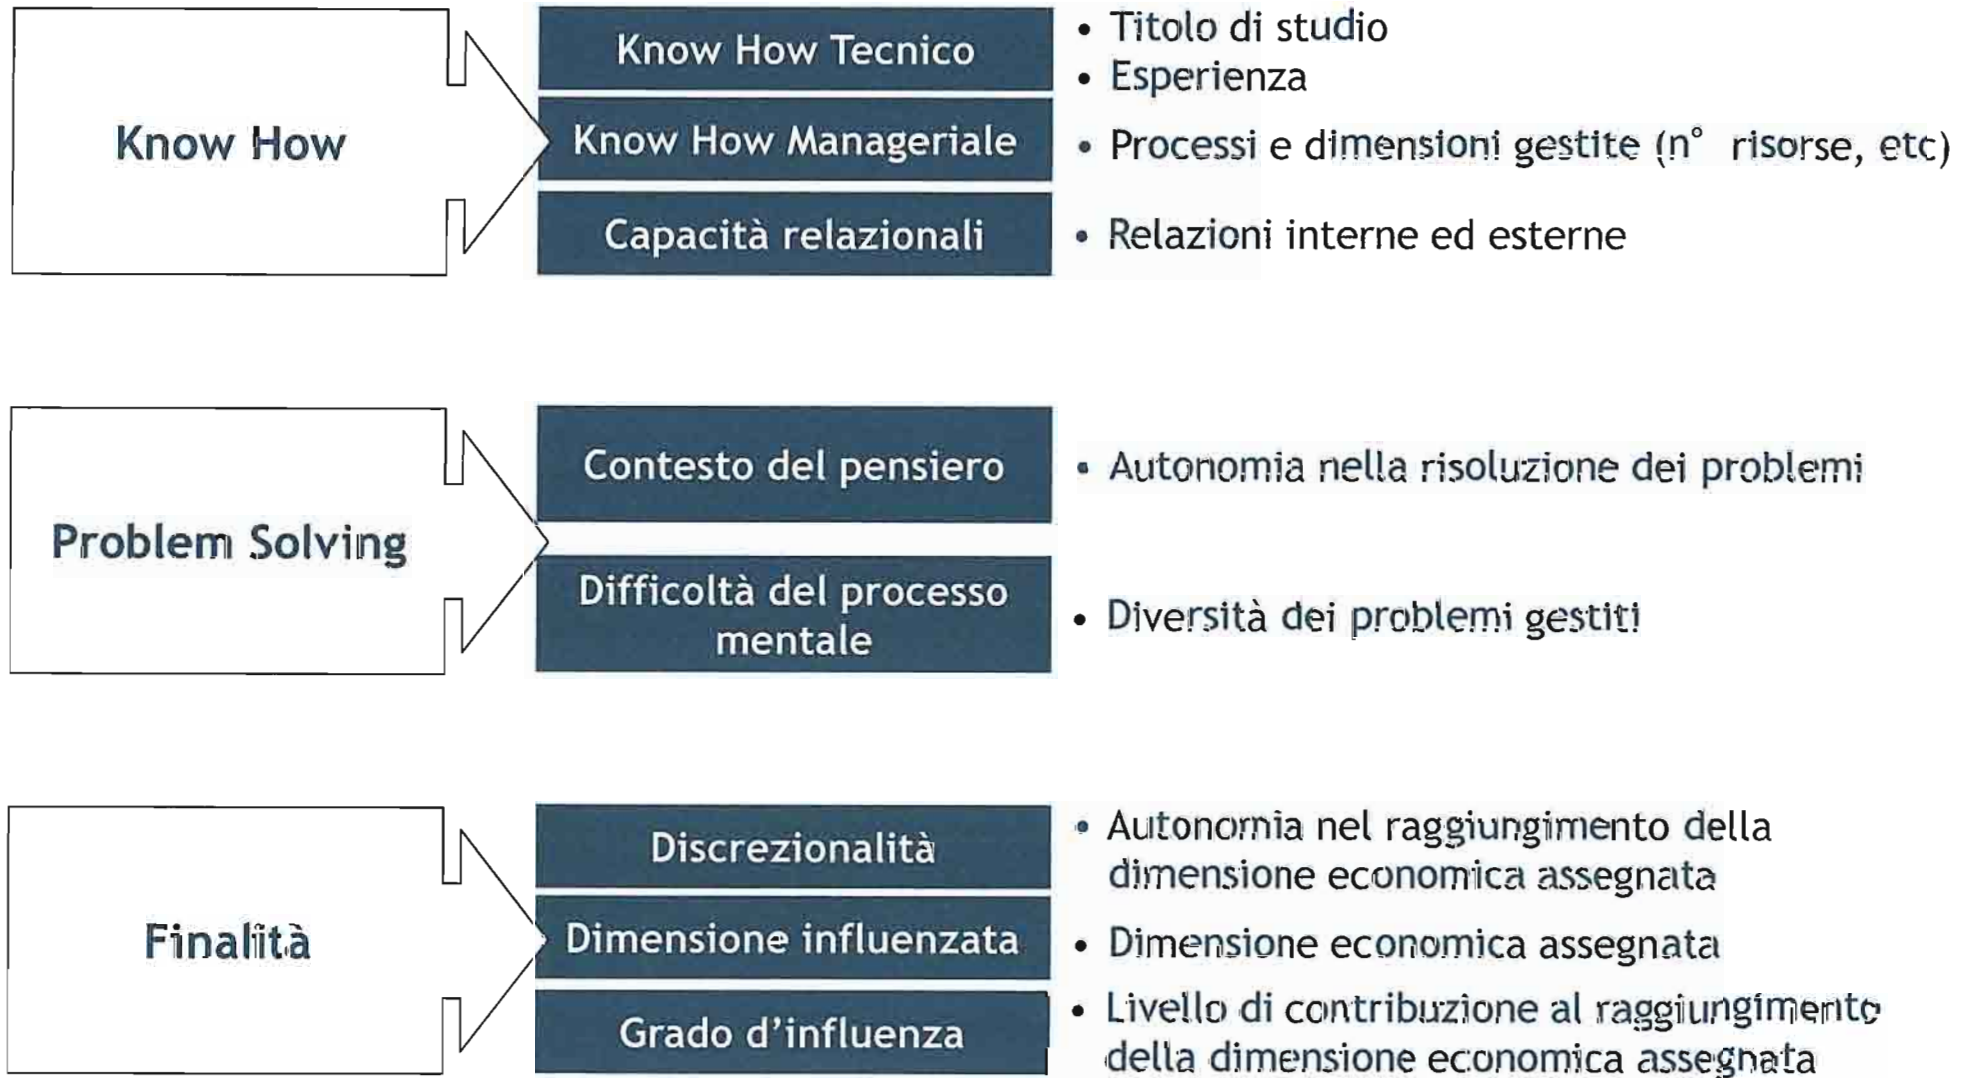 Know How
Know How Tecnico
• Titolo di studio
• Esperienza
Know How Manageriale
• Processi e dimensioni gestite (n° risorse, etc)
Capacità relazionali
• Relazioni interne ed esterne
Problem Solving
Contesto del pensiero
• Autonomia nella risoluzione dei problemi
Difficoltà del processo
mentale
• Diversità dei problemi gestiti
Finalità
Discrezionalità
• Autonomia nel raggiungimento della
dimensione economica assegnata
Dimensione influenzata
• Dimensione economica assegnata
Grado d'influenza
• Livello di contribuzione al raggiungimento
della dimensione economica assegnata